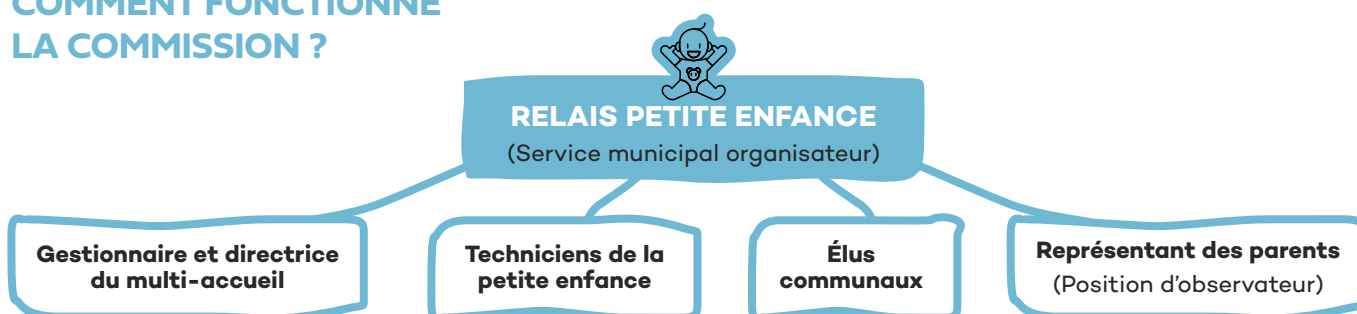 COMMENT FONCTIONNE
LA COMMISSION ?
RELAIS PETITE ENFANCE
(Service municipal organisateur)
Gestionnaire et directrice
du multi-accueil
Techniciens de la
petite enfance
Élus
communaux
Représentant des parents
(Position d'observateur)